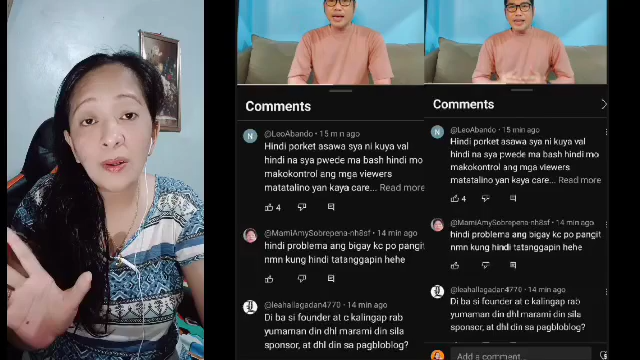 Comments
@LeoAbando • 15 min ago
Hindi porket asawa sya ni kuya val
hindi na sya pwede ma bash hindi mo
makokontrol ang mga viewers
matatalino yan kaya care... Read more
4
@MamiAmySobrepena-nh8sf • 14 min ago
hindi problema ang bigay kc po pangit
nmn kung hindi tatanggapin hehe
@leahallagadan4770 • 14 min ago
Di ba si founder at c kalingap rab
yumaman din dhl marami din sila
sponsor, at dhl din sa pagbloblog?
Comments
@LeoAbando • 15 min ago
Hindi porket asawa sya ni kuya val
hindi na sya pwede ma bash hindi mo
makokontrol ang mga viewers
matatalino yan kaya care... Read more
4
@MamiAmySobrepena-nh8sf • 14 min ago
hindi problema ang bigay kc po pangit
nmn kung hindi tatanggapin hehe
@leahallagadan4770 • 14 min ago
Di ba si founder at c kalingap rab
yumaman din dhl marami din sila
sponsor, at dhl din sa pagbloblog?
Add a comment...